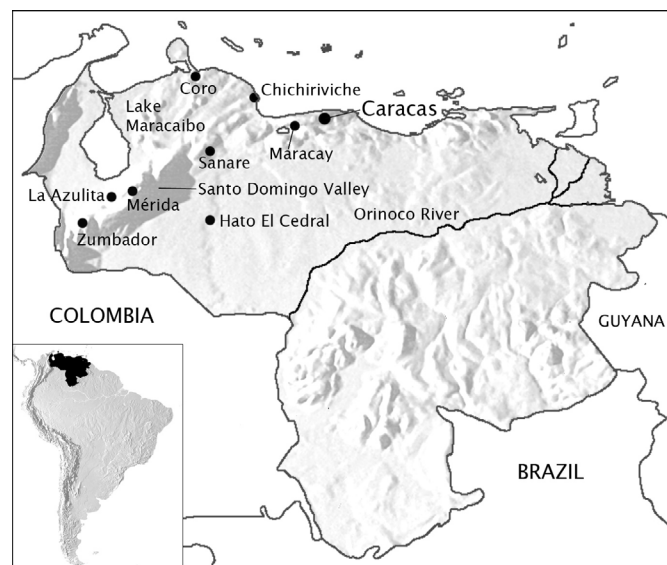 Coro
Chichiriviche
Lake
Maracaibo
Caracas
Maracay
Sanare
La Azulita
Mérida
Santo Domingo Valley
Zumbador
Hato El Cedral
Orinoco River
COLOMBIA
GUYANA
BRAZIL